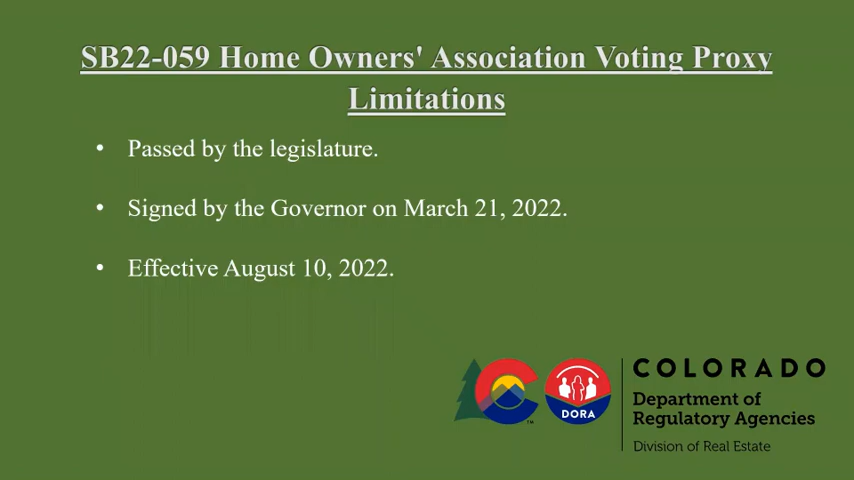 SB22-059 Home Owners' Association Voting Proxy
Limitations
• Passed by the legislature.
• Signed by the Governor on March 21, 2022.
• Effective August 10, 2022.
TM
DORA
COLORADO
Department of
Regulatory Agencies
Division of Real Estate